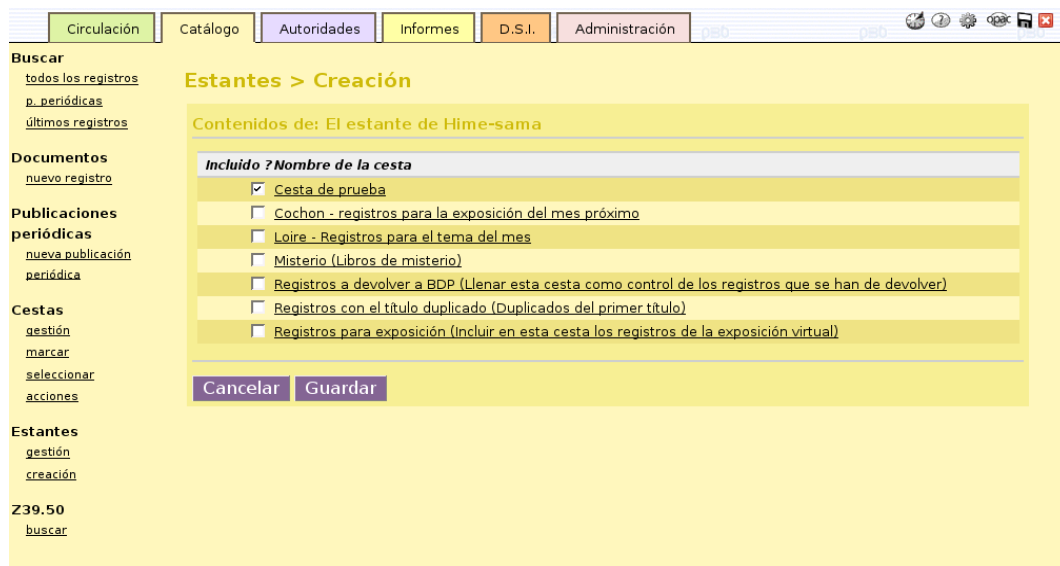 Circulación Catálogo Autoridades Informes D.S.I. Administración pmb pmb opac pmb
Buscar
todos los registros
p. periódicas
últimos registros
Documentos
nuevo registro
Publicaciones
periódicas
nueva publicación
periódica
Cestas
gestión
marcar
seleccionar
acciones
Estantes
gestión
creación
Z39.50
buscar
Estantes > Creación
Contenidos de: El estante de Hime-sama
Incluido ? Nombre de la cesta
Cesta de prueba
Cochon - registros para la exposición del mes próximo
Loire - Registros para el tema del mes
Misterio (Libros de misterio)
Registros a devolver a BDP (Llenar esta cesta como control de los registros que se han de devolver)
Registros con el título duplicado (Duplicados del primer título)
Registros para exposición (Incluir en esta cesta los registros de la exposición virtual)
Cancelar Guardar